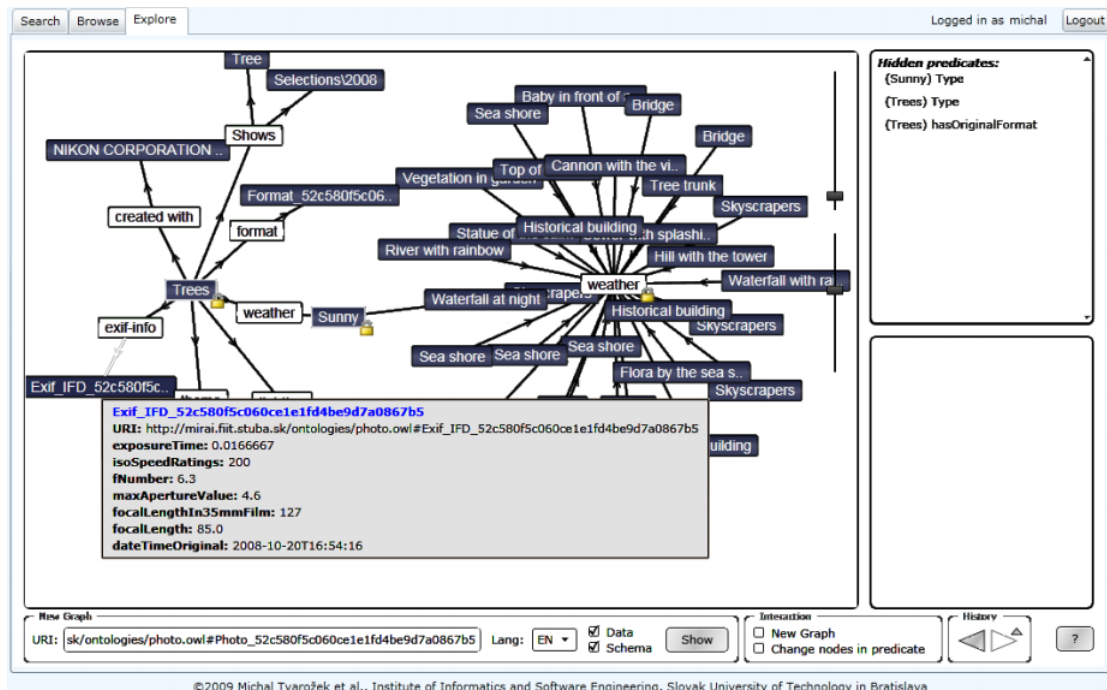 Search Browse Explore
Logged in as michal Logout
Tree
Selections\2008
Shows
NIKON CORPORATION ..
created with
Format_52c580f5c06..
format
Trees
weather
Sunny
exif-info
Exif_IFD_52c580f5c..
Baby in front of
Sea shore
Bridge
Bridge
Top of
Cannon with the vi..
Vegetation in garden
Tree trunk
Skyscrapers
Historical building
Statue of
with splashi..
River with rainbow
Hill with the tower
weather
Waterfall with ra..
Waterfall at night
Historical building
Skyscrapers
Sea shore
Sea shore
Sea shore
Flora by the sea s..
Skyscrapers
uilding
Exif_IFD_52c580f5c060ce1e1fd4be9d7a0867b5
URI: http://mirai.fiit.stuba.sk/ontologies/photo.owl#Exif_IFD_52c580f5c060ce1e1fd4be9d7a0867b5
exposureTime: 0.0166667
isoSpeedRatings: 200
fNumber: 6.3
maxApertureValue: 4.6
focalLengthIn35mmFilm: 127
focalLength: 85.0
dateTimeOriginal: 2008-10-20T16:54:16
Hidden predicates:
(Sunny) Type
(Trees) Type
(Trees) hasOriginalFormat
New Graph
URI: sk/ontologies/photo.owl#Photo_52c580f5c060ce1e1fd4be9d7a0867b5 Lang: EN Data Schema Show
Interaction
New Graph
Change nodes in predicate
History
?
©2009 Michal Tvarožek et al., Institute of Informatics and Software Engineering, Slovak University of Technology in Bratislava